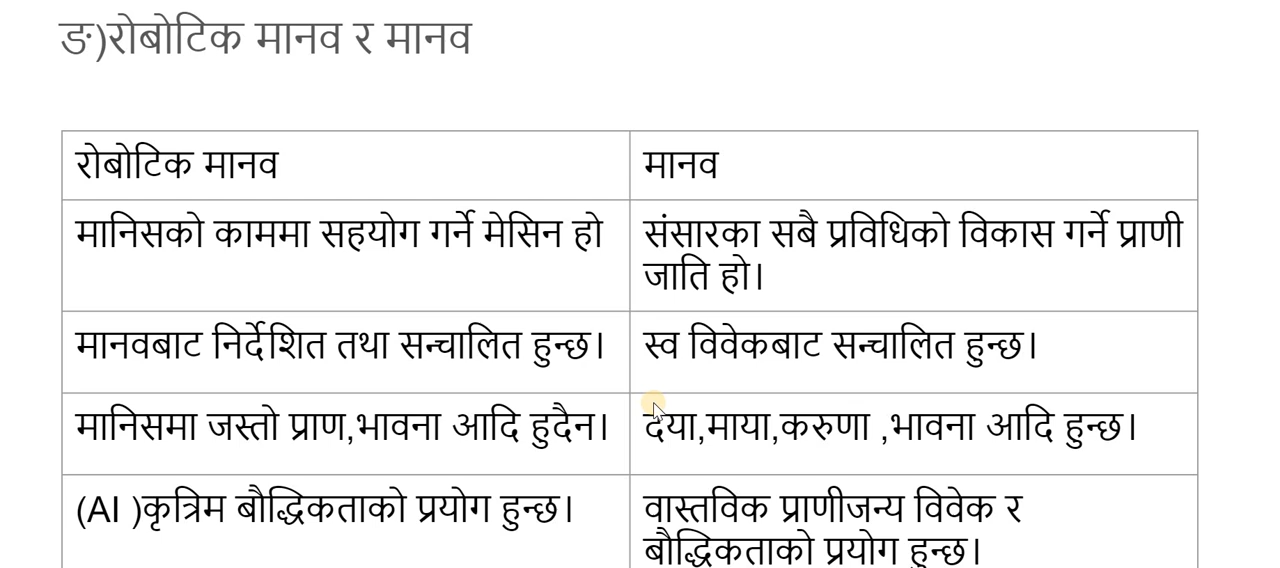 ङ)रोबोटिक मानव र मानव
रोबोटिक मानव
मानव
मानिसको काममा सहयोग गर्ने मेसिन हो
संसारका सबै प्रविधिको विकास गर्ने प्राणी
जाति हो।
मानवबाट निर्देशित तथा सन्चालित हुन्छ।
स्व विवेकबाट सन्चालित हुन्छ।
मानिसमा जस्तो प्राण,भावना आदि हुदैन।
दया,माया,करुणा ,भावना आदि हुन्छ।
(AI )कृत्रिम बौद्धिकताको प्रयोग हुन्छ।
वास्तविक प्राणीजन्य विवेक र
बौद्धिकताको प्रयोग हुन्छ।